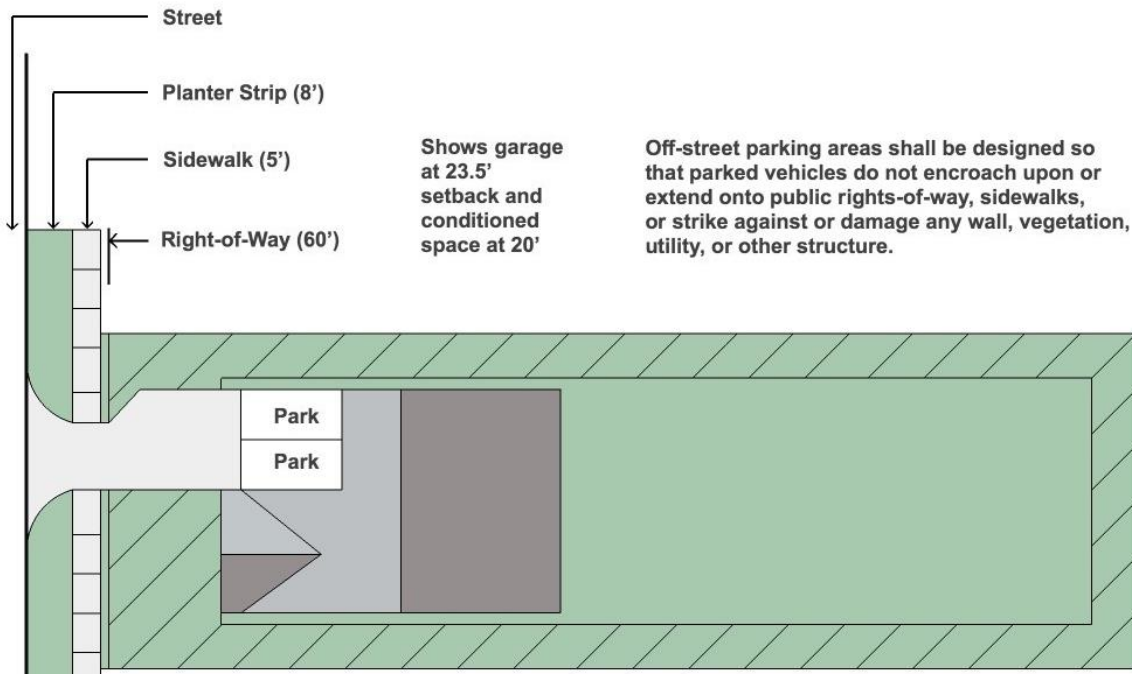 Street
Planter Strip (8’)
Sidewalk (5’)
Right-of-Way (60’)
Shows garage
at 23.5’
setback and
conditioned
space at 20’
Off-street parking areas shall be designed so
that parked vehicles do not encroach upon or
extend onto public rights-of-way, sidewalks,
or strike against or damage any wall, vegetation,
utility, or other structure.
Park
Park